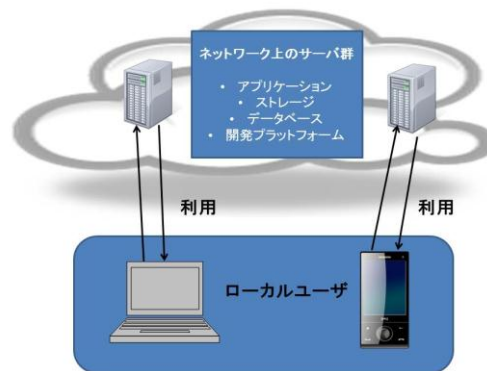 ネットワーク上のサーバ群
• アプリケーション
• ストレージ
• データベース
• 開発プラットフォーム
利用
利用
ローカルユーザ